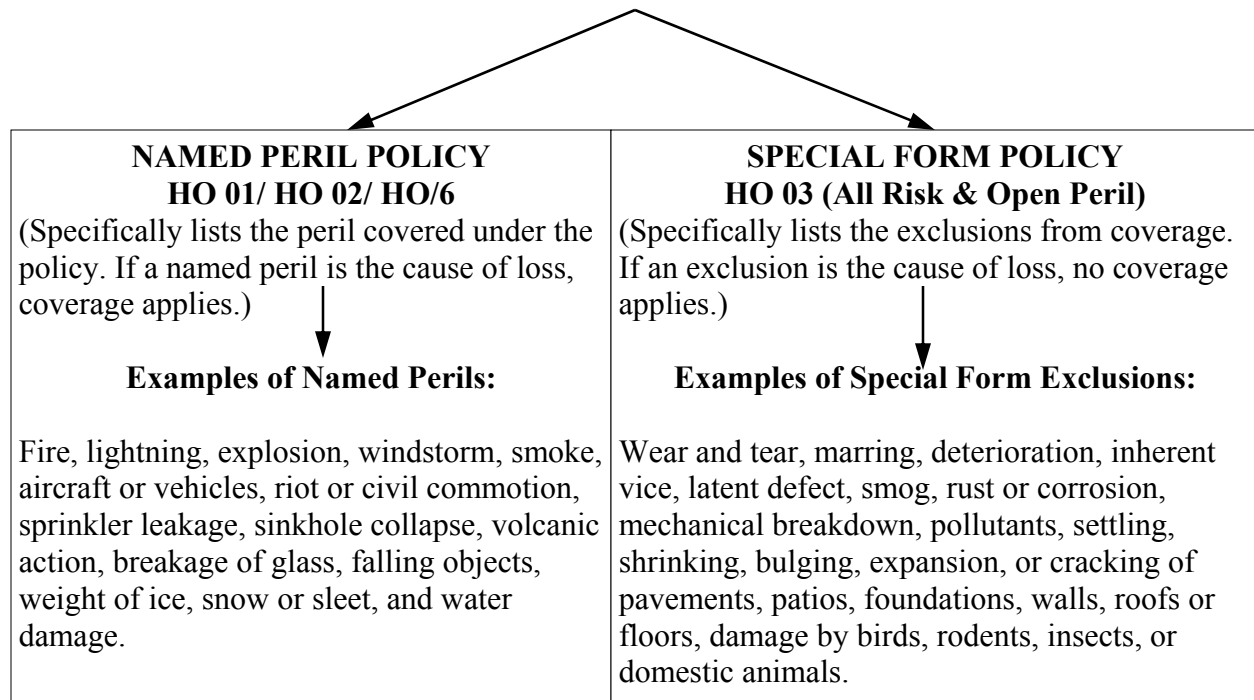 NAMED PERIL POLICY
HO 01/ HO 02/ HO/6
(Specifically lists the peril covered under the
policy. If a named peril is the cause of loss,
coverage applies.)
Examples of Named Perils:
Fire, lightning, explosion, windstorm, smoke,
aircraft or vehicles, riot or civil commotion,
sprinkler leakage, sinkhole collapse, volcanic
action, breakage of glass, falling objects,
weight of ice, snow or sleet, and water
damage.
SPECIAL FORM POLICY
HO 03 (All Risk & Open Peril)
(Specifically lists the exclusions from coverage.
If an exclusion is the cause of loss, no coverage
applies.)
Examples of Special Form Exclusions:
Wear and tear, marring, deterioration, inherent
vice, latent defect, smog, rust or corrosion,
mechanical breakdown, pollutants, settling,
shrinking, bulging, expansion, or cracking of
pavements, patios, foundations, walls, roofs or
floors, damage by birds, rodents, insects, or
domestic animals.